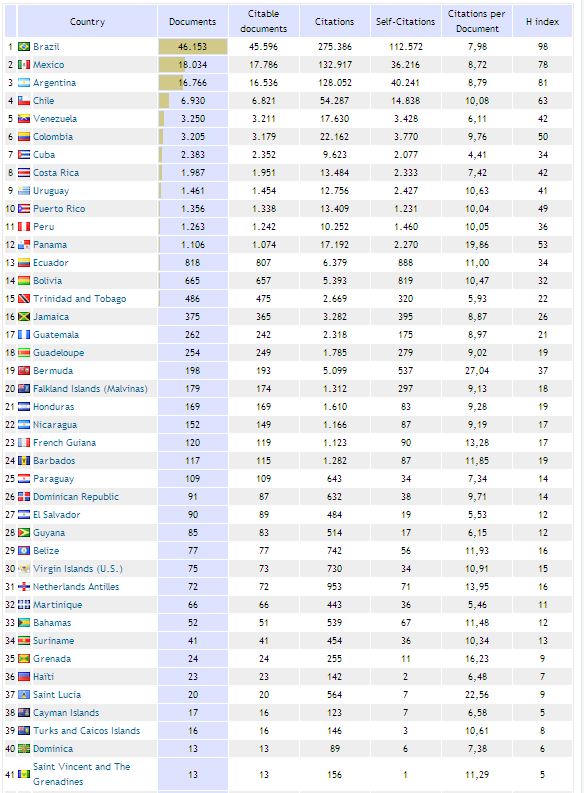 Country Documents Citable documents Citations Self-Citations Citations per Document H index
1 Brazil 46.153 45.596 275.386 112.572 7,98 98
2 Mexico 18.034 17.786 132.917 36.216 8,72 78
3 Argentina 16.766 16.536 128.052 40.241 8,79 81
4 Chile 6.930 6.821 54.287 14.838 10,08 63
5 Venezuela 3.250 3.211 17.630 3.428 6,11 42
6 Colombia 3.205 3.179 22.162 3.770 9,76 50
7 Cuba 2.383 2.352 9.623 2.077 4,41 34
8 Costa Rica 1.987 1.951 13.484 2.333 7,42 42
9 Uruguay 1.461 1.454 12.756 2.427 10,63 41
10 Puerto Rico 1.356 1.338 13.409 1.231 10,04 49
11 Peru 1.263 1.242 10.252 1.460 10,05 36
12 Panama 1.106 1.074 17.192 2.270 19,86 53
13 Ecuador 818 807 6.379 888 11,00 34
14 Bolivia 665 657 5.393 819 10,47 32
15 Trinidad and Tobago 486 475 2.669 320 5,93 22
16 Jamaica 375 365 3.282 395 8,87 26
17 Guatemala 262 242 2.318 175 8,97 21
18 Guadeloupe 254 249 1.785 279 9,02 19
19 Bermuda 198 193 5.099 537 27,04 37
20 Falkland Islands (Malvinas) 179 174 1.312 297 9,13 18
21 Honduras 169 169 1.610 83 9,28 19
22 Nicaragua 152 149 1.166 87 9,19 17
23 French Guiana 120 119 1.123 90 13,28 17
24 Barbados 117 115 1.282 87 11,85 19
25 Paraguay 109 109 643 34 7,34 14
26 Dominican Republic 91 87 632 38 9,71 14
27 El Salvador 90 89 484 19 5,53 12
28 Guyana 85 83 514 17 6,15 12
29 Belize 77 77 742 56 11,93 16
30 Virgin Islands (U.S.) 75 73 730 34 10,91 15
31 Netherlands Antilles 72 72 953 71 13,95 16
32 Martinique 66 66 443 36 5,46 11
33 Bahamas 52 51 539 67 11,48 12
34 Suriname 41 41 454 36 10,34 13
35 Grenada 24 24 255 11 16,23 9
36 Haïti 23 23 142 2 6,48 7
37 Saint Lucia 20 20 564 7 22,56 9
38 Cayman Islands 17 16 123 7 6,58 5
39 Turks and Caicos Islands 16 16 146 3 10,61 8
40 Dominica 13 13 89 6 7,38 6
41 Saint Vincent and The Grenadines 13 13 156 1 11,29 5